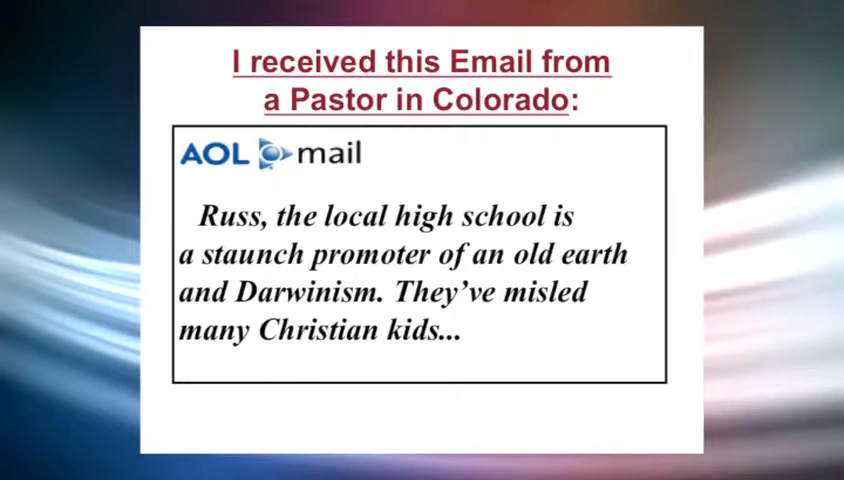 I received this Email from
a Pastor in Colorado:
AOL mail
Russ, the local high school is
a staunch promoter of an old earth
and Darwinism. They've misled
many Christian kids...